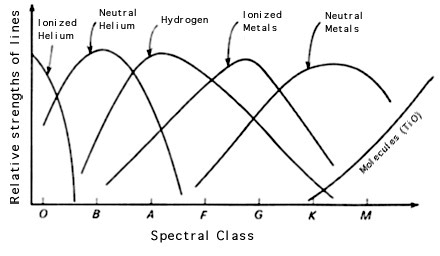 Relative strengths of lines
Ionized
Helium
Neutral
Helium
Hydrogen
Ionized
Metals
Neutral
Metals
Molecules (TiO)
O B A F G K M
Spectral Class